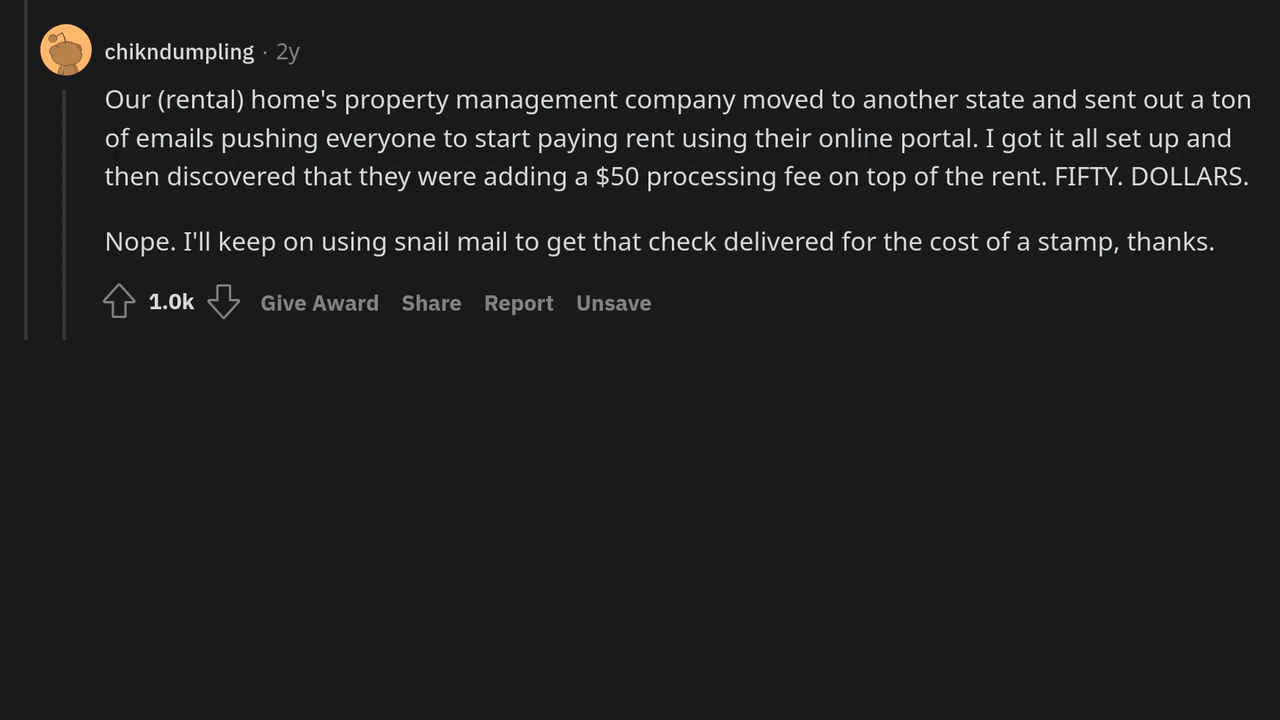 chikndumpling · 2y
Our (rental) home's property management company moved to another state and sent out a ton
of emails pushing everyone to start paying rent using their online portal. I got it all set up and
then discovered that they were adding a $50 processing fee on top of the rent. FIFTY. DOLLARS.
Nope. I'll keep on using snail mail to get that check delivered for the cost of a stamp, thanks.
1.0k Give Award Share Report Unsave